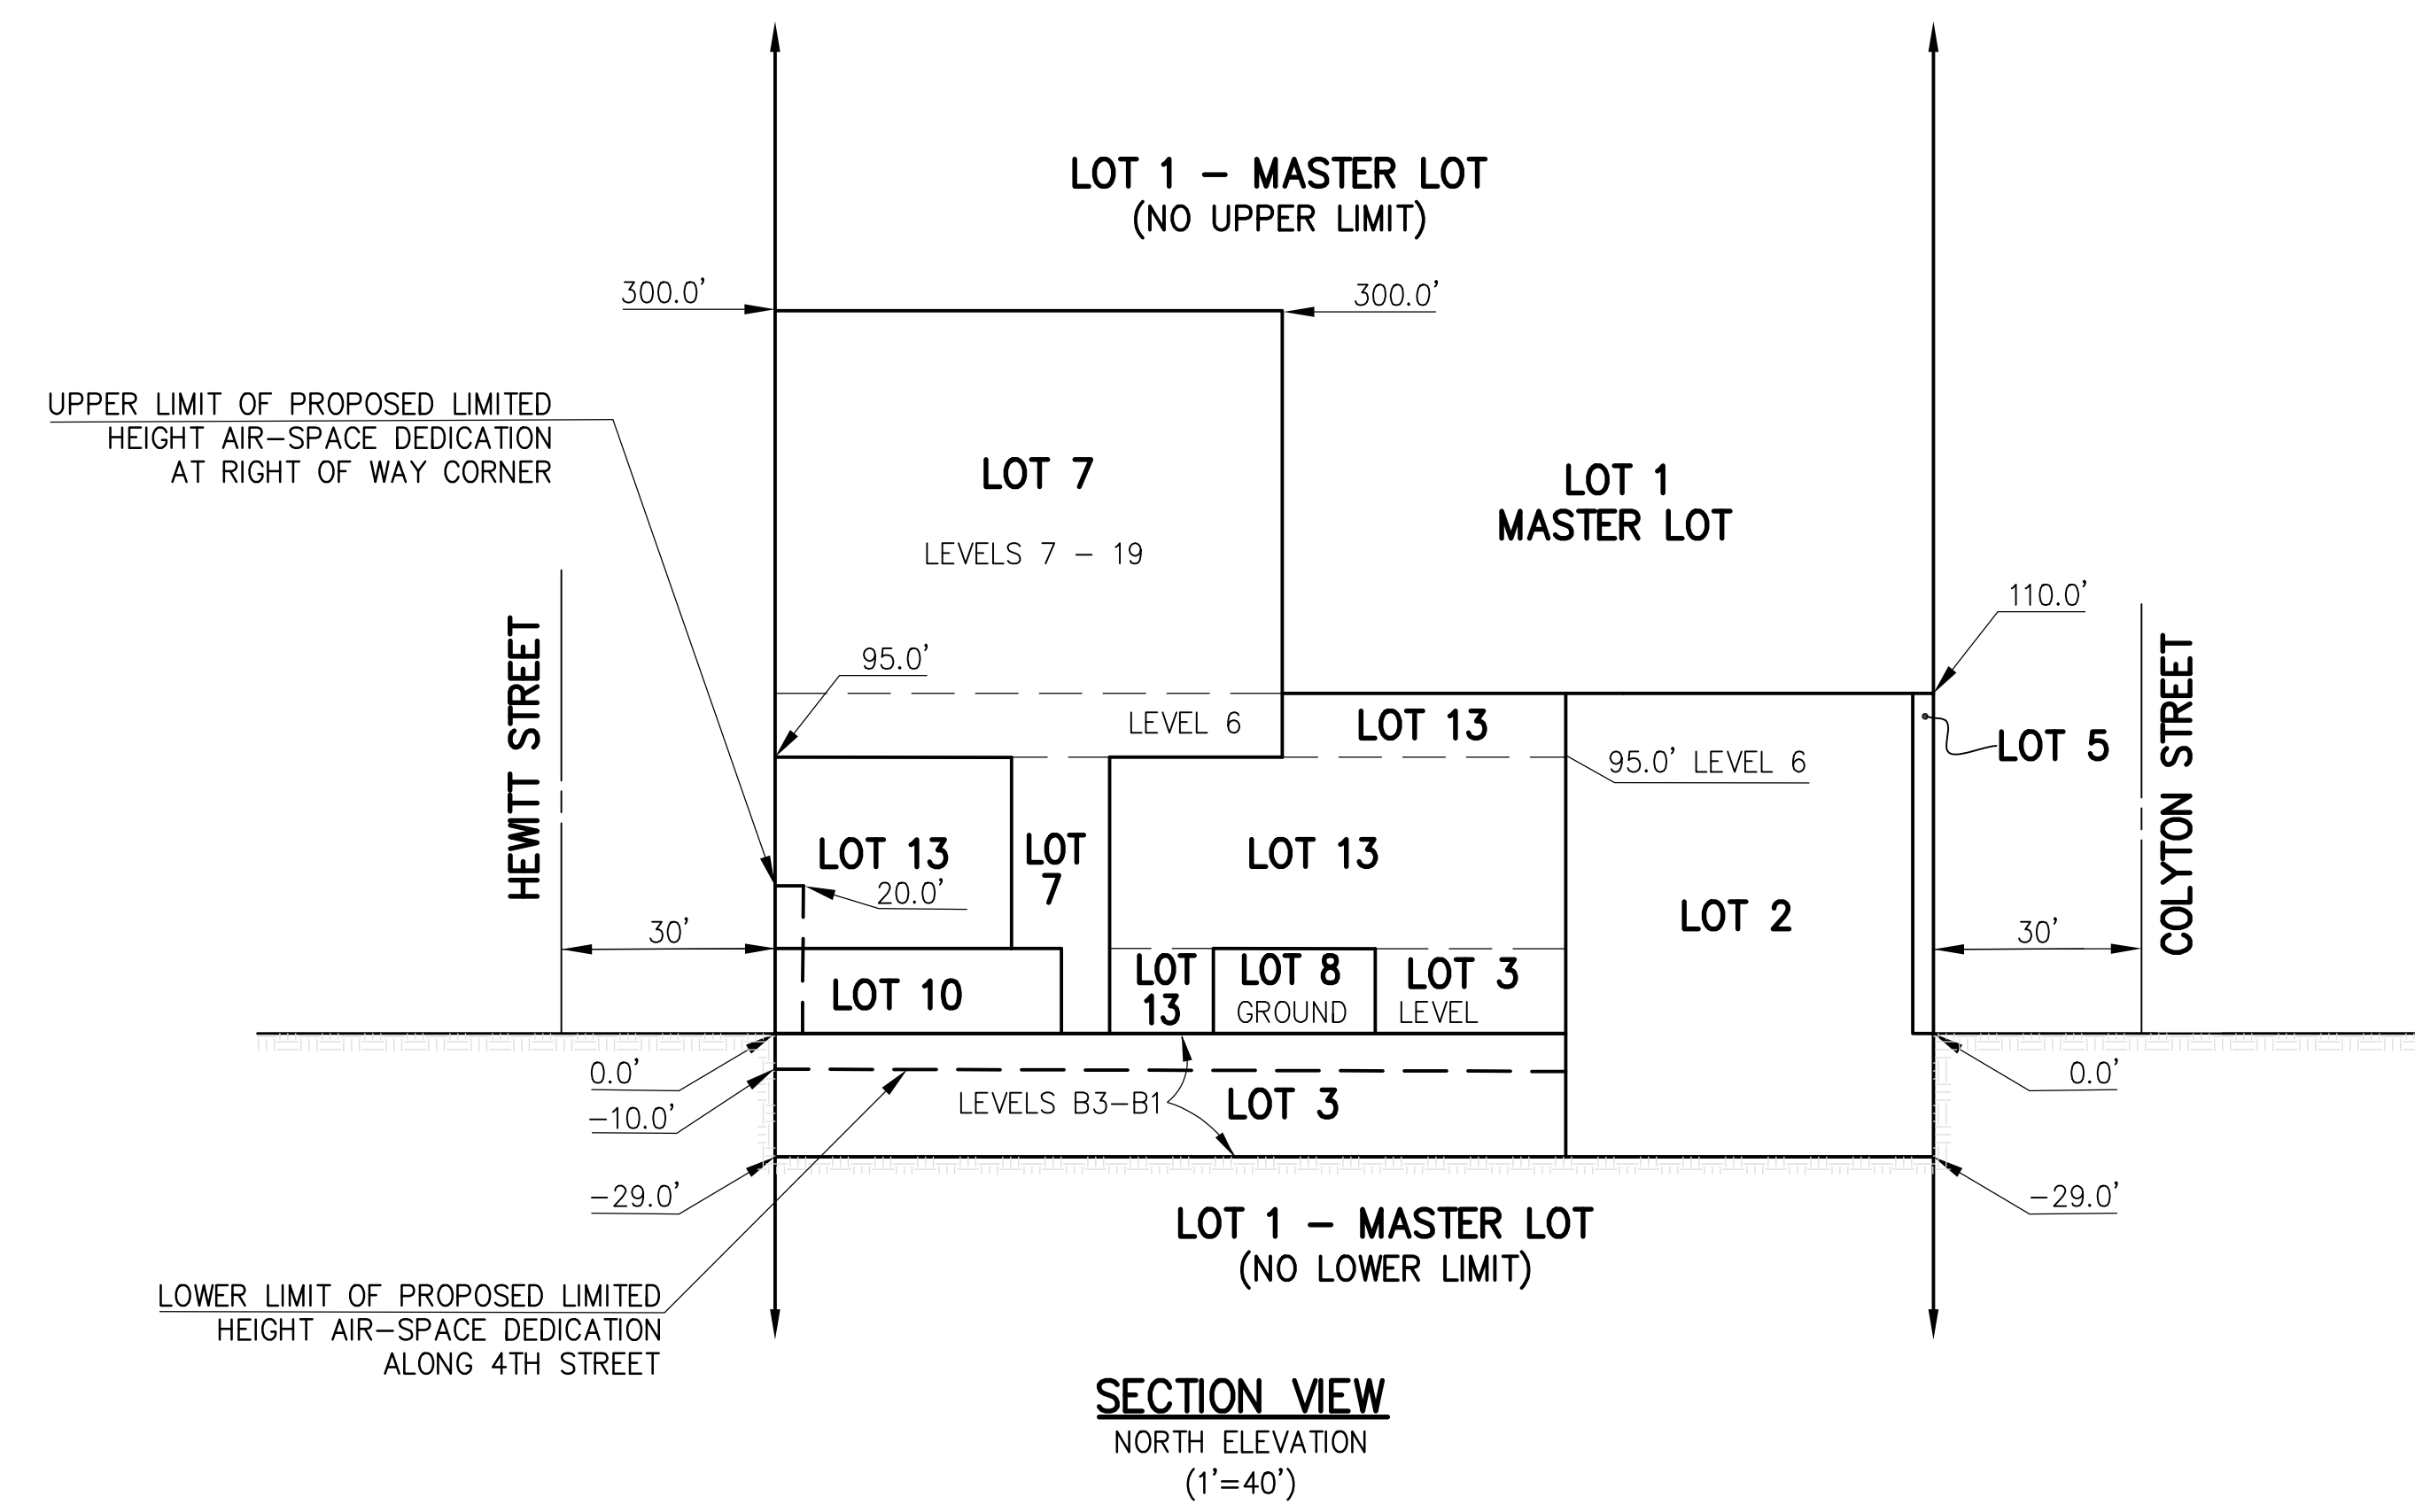 LOT 1 - MASTER LOT
(NO UPPER LIMIT)
300.0'
300.0'
UPPER LIMIT OF PROPOSED LIMITED
HEIGHT AIR-SPACE DEDICATION
AT RIGHT OF WAY CORNER
LOT 7
LEVELS 7 - 19
LOT 1
MASTER LOT
110.0'
95.0'
LEVEL 6
LOT 13
LOT 5
95.0' LEVEL 6
HEWITT STREET
COLYTON STREET
LOT 13
20.0'
LOT
7
LOT 13
LOT 2
30'
30'
LOT 10
LOT
13
LOT 8
GROUND
LOT 3
LEVEL
0.0'
0.0'
-10.0'
LEVELS B3-B1
LOT 3
-29.0'
-29.0'
LOT 1 - MASTER LOT
(NO LOWER LIMIT)
LOWER LIMIT OF PROPOSED LIMITED
HEIGHT AIR-SPACE DEDICATION
ALONG 4TH STREET
SECTION VIEW
NORTH ELEVATION
(1'=40')